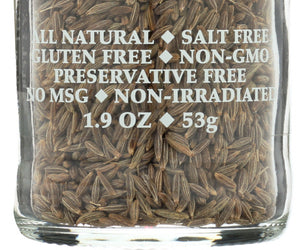 ALL NATURAL ◆ SALT FREE
GLUTEN FREE ◆ NON-GMO
PRESERVATIVE FREE
NO MSG ◆ NON-IRRADIATED
1.9 OZ ◆ 53g